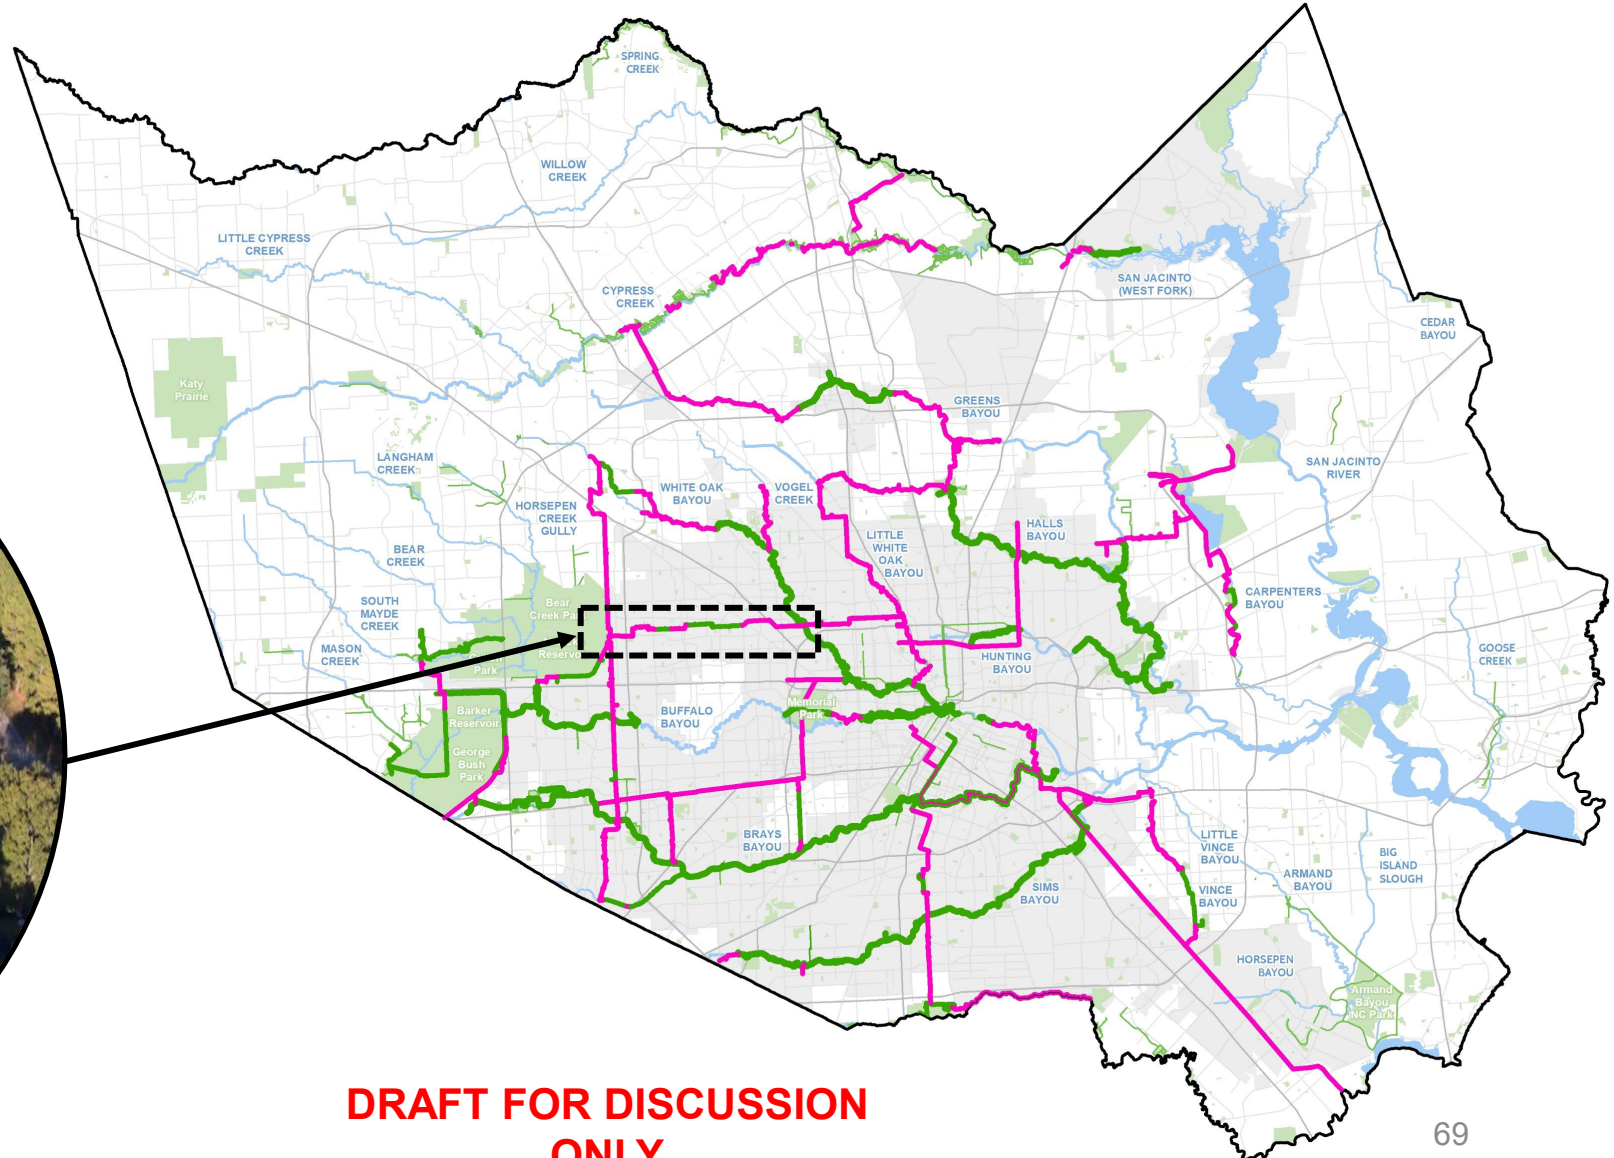 SPRING
CREEK
WILLOW
CREEK
LITTLE CYPRESS
CREEK
CYPRESS
CREEK
SAN JACINTO
(WEST FORK)
CEDAR
BAYOU
Katy
Prairie
GREENS
BAYOU
LANGHAM
CREEK
WHITE OAK
BAYOU
VOGEL
CREEK
SAN JACINTO
RIVER
HORSEPEN
CREEK
GULLY
HALLS
BAYOU
LITTLE
WHITE
OAK
BAYOU
BEAR
CREEK
SOUTH
MAYDE
CREEK
Bear
Creek
CARPENTERS
BAYOU
MASON
CREEK
Park
HUNTING
BAYOU
GOOSE
CREEK
Barker
Reservoir
BUFFALO
BAYOU
Memorial
Park
George
Bush
Park
BRAYS
BAYOU
LITTLE
VINCE
BAYOU
BIG
ISLAND
SLOUGH
ARMAND
BAYOU
SIMS
BAYOU
VINCE
BAYOU
HORSEPEN
BAYOU
Armand
Bayou
NC Park
DRAFT FOR DISCUSSION
ONLY
69